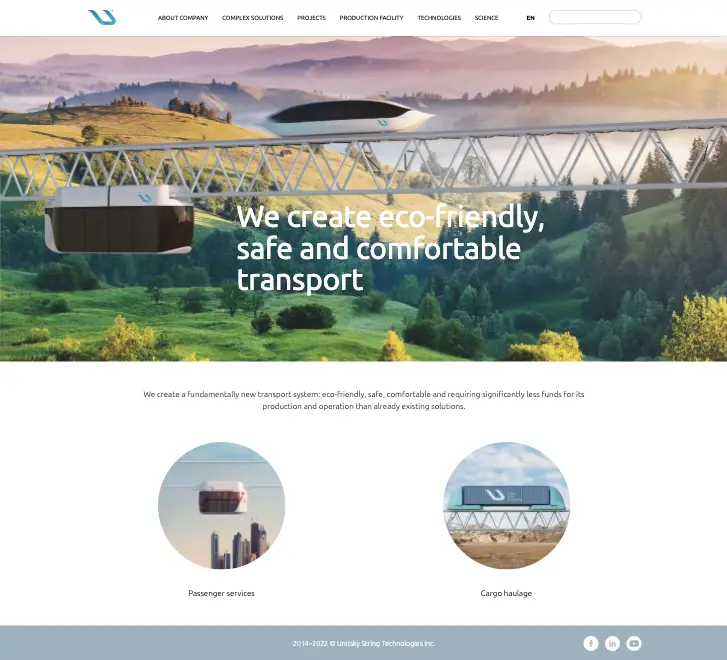 ABOUT COMPANY COMPLEX SOLUTIONS PROJECTS PRODUCTION FACILITY TECHNOLOGIES SCIENCE EN
We create eco-friendly,
safe and comfortable
transport
We create a fundamentally new transport system: eco-friendly, safe, comfortable and requiring significantly less funds for its
production and operation than already existing solutions.
Passenger services
Cargo haulage
2014–2022 © Unitsky String Technologies Inc.